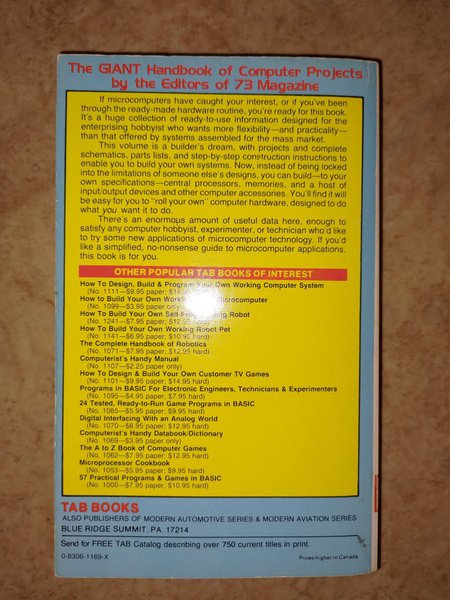 The GIANT Handbook of Computer Projects
by the Editors of 73 Magazine
If microcomputers have caught your interest, or if you've been
through the ready-made hardware routine, you're ready for this book.
It's a huge collection of ready-to-use information designed for the
enterprising hobbyist who wants more flexibility—and practicality—
than that offered by systems assembled for the mass market.
This volume is a builder's dream, with projects and complete
schematics, parts lists, and step-by-step construction instructions to
enable you to build your own systems. Now, instead of being locked
into the limitations of someone else's designs, you can build—to your
own specifications—central processors, memories, and a host of
input/output devices and other computer accessories. You'll find it will
be easy for you to "roll your own" computer hardware, designed to do
what you want it to do.
There's an enormous amount of useful data here, enough to
satisfy any computer hobbyist, experimenter, or technician who'd like
to try some new applications of microcomputer technology. If you'd
like a simplified, no-nonsense guide to microcomputer applications,
this book is for you.
OTHER POPULAR TAB BOOKS OF INTEREST
How To Design, Build & Program Your Own Working Computer System
(No. 1111—$9.95 paper;
How to Build Your Own Microcomputer
(No. 1099—$3.95 paper only)
How To Build Your Own Robot
(No. 1241—$7.95 paper; $12.95
How To Build Your Own Working Robot Pet
(No. 1141—$6.95 paper; $10.95 hard)
The Complete Handbook of Robotics
(No. 1071—$7.95 paper; $12.95 hard)
Computerist's Handy Manual
(No. 1107—$2.25 paper only)
How To Design & Build Your Own Customer TV Games
(No. 1101—$9.95 paper; $14.95 hard)
Programs in BASIC For Electronic Engineers, Technicians & Experimenters
(No. 1095—$4.95 paper; $7.95 hard)
24 Tested, Ready-to-Run Game Programs in BASIC
(No. 1085—$5.95 paper; $9.95 hard)
Digital Interfacing With an Analog World
(No. 1070—$8.95 paper; $12.95 hard)
Computerist's Handy Databook/Dictionary
(No. 1069—$3.95 paper only)
The A to Z Book of Computer Games
(No. 1062—$7.95 paper; $12.95 hard)
Microprocessor Cookbook
(No. 1053—$5.95 paper; $9.95 hard)
57 Practical Programs & Games in BASIC
(No. 1000—$7.95 paper; $10.95 hard)
TAB BOOKS
ALSO PUBLISHERS OF MODERN AUTOMOTIVE SERIES & MODERN AVIATION SERIES
BLUE RIDGE SUMMIT, PA. 17214
Send for FREE TAB Catalog describing over 750 current titles in print.
0-8306-1169-X
Prices higher in Canada